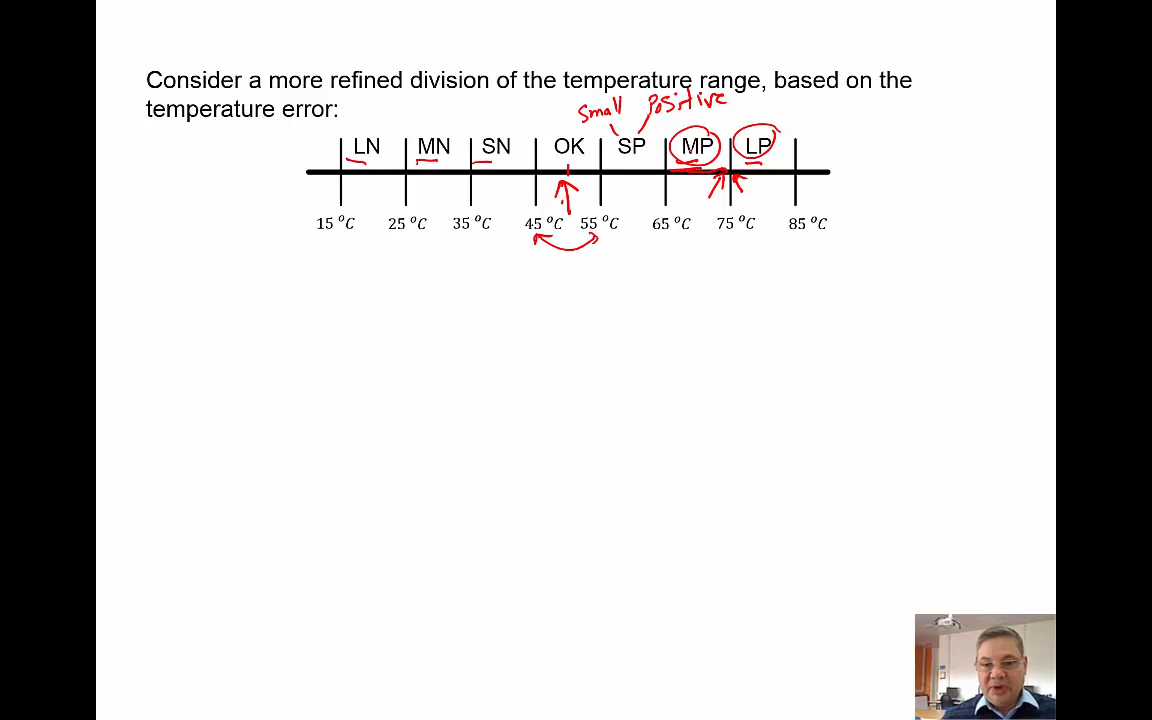 Consider a more refined division of the temperature range, based on the
temperature error:
small positive
LN MN SN OK SP MP LP
15 °C 25 °C 35 °C 45 °C 55 °C 65 °C 75 °C 85 °C